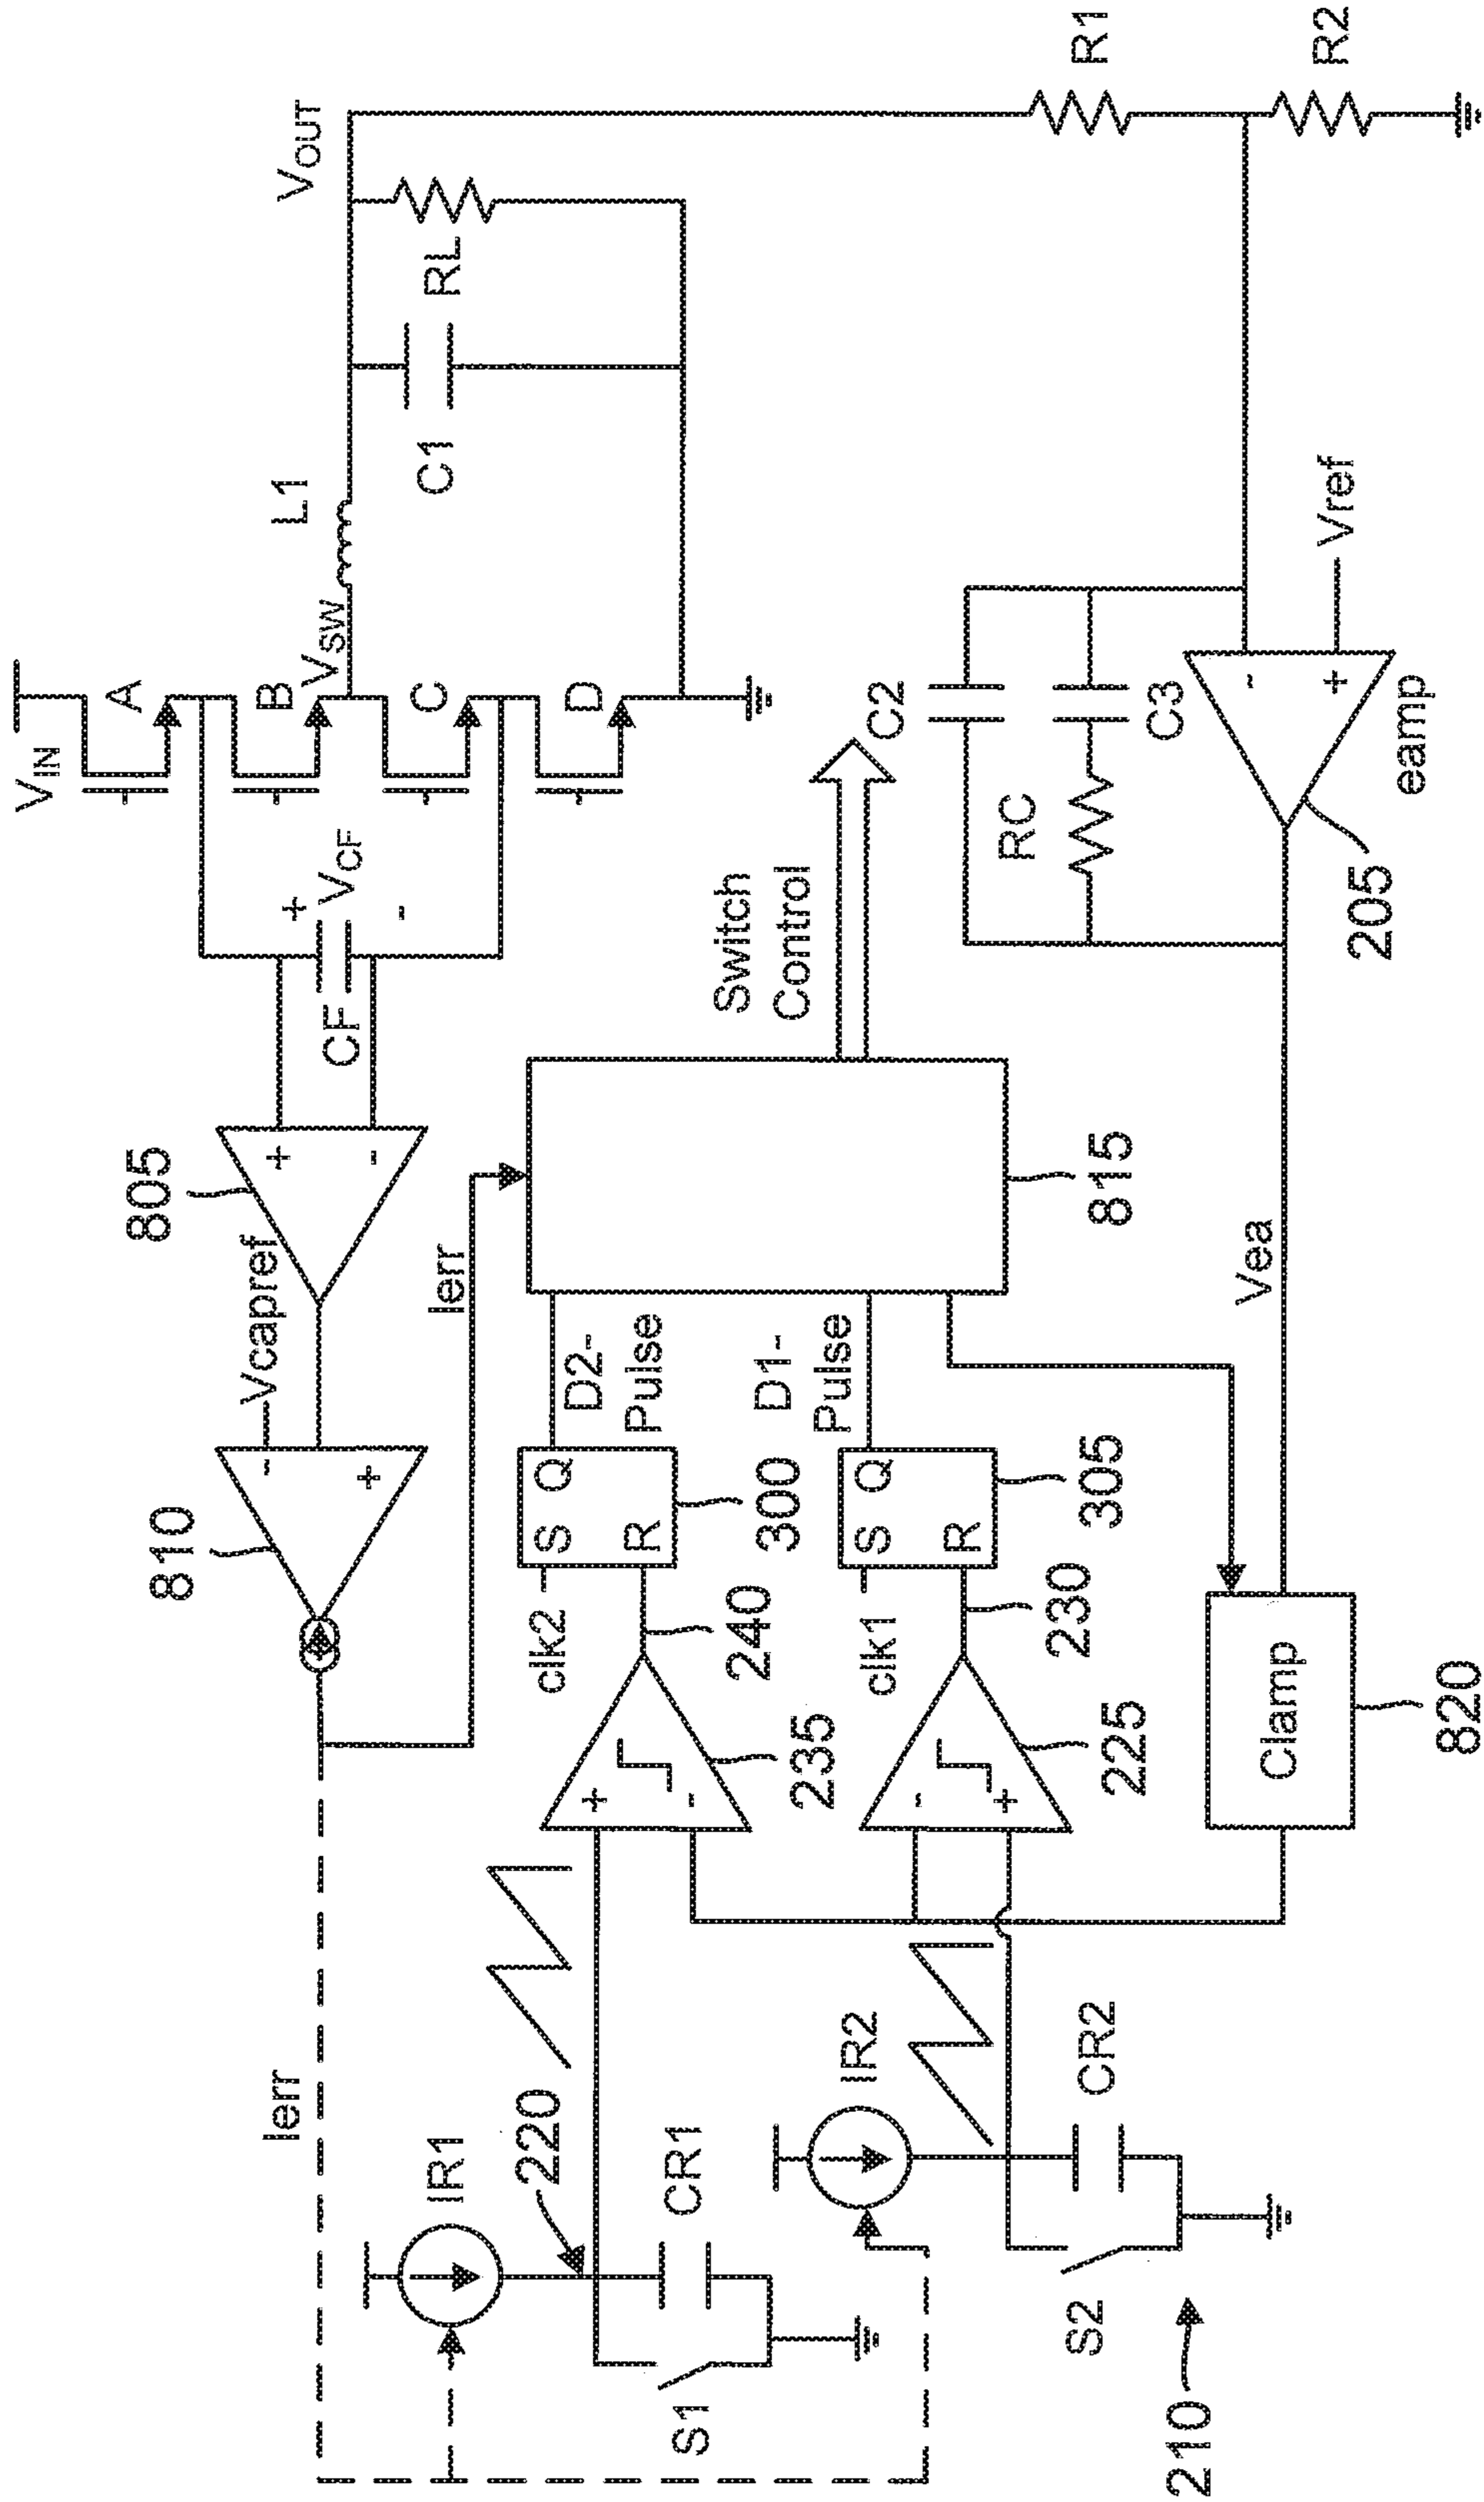 Ierr
IR1
220
CR1
S1
IR2
CR2
S2
210
810
Vcapref
-
+
805
+
-
Ierr
CF
+
VCF
-
VIN
A
B
C
D
VSW
L1
VOUT
C1
RL
R1
R2
+
-
235
clk2
240
S Q
R
300
D2-
Pulse
-
+
225
clk1
230
S Q
R
305
D1-
Pulse
815
Switch
Control
Clamp
820
Vea
C2
RC
C3
-
+
205
eamp
Vref